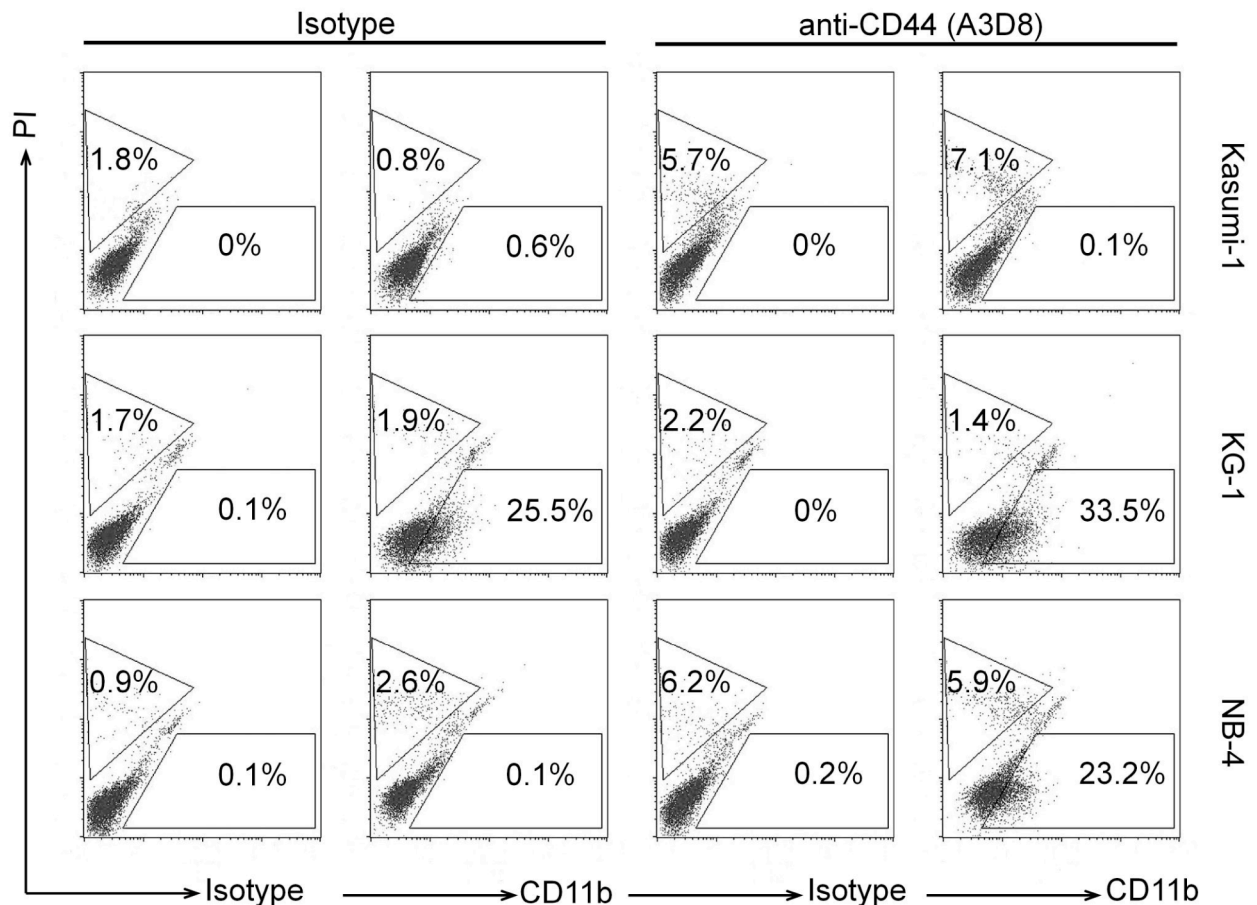 Isotype
anti-CD44 (A3D8)
PI
1.8%
0.8%
5.7%
7.1%
0%
0.6%
0%
0.1%
Kasumi-1
1.7%
1.9%
2.2%
1.4%
0.1%
25.5%
0%
33.5%
KG-1
0.9%
2.6%
6.2%
5.9%
0.1%
0.1%
0.2%
23.2%
NB-4
Isotype
CD11b
Isotype
CD11b